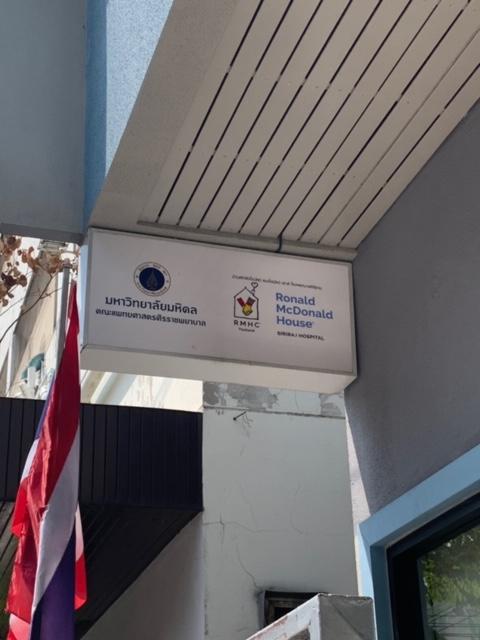 มหาวิทยาลัยมหิดล
คณะแพทยศาสตร์ศิริราชพยาบาล
RMHC
Thailand
Ronald
McDonald
House
SIRIRAJ HOSPITAL